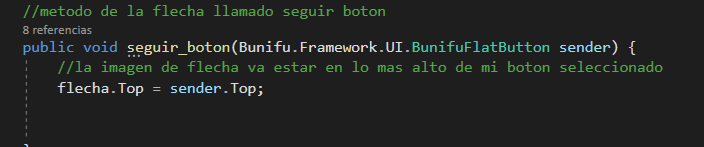 //metodo de la flecha llamado seguir boton
8 referencias
public void seguir_boton(Bunifu.Framework.UI.BunifuFlatButton sender) {
//la imagen de flecha va estar en lo mas alto de mi boton seleccionado
flecha.Top = sender.Top;
}